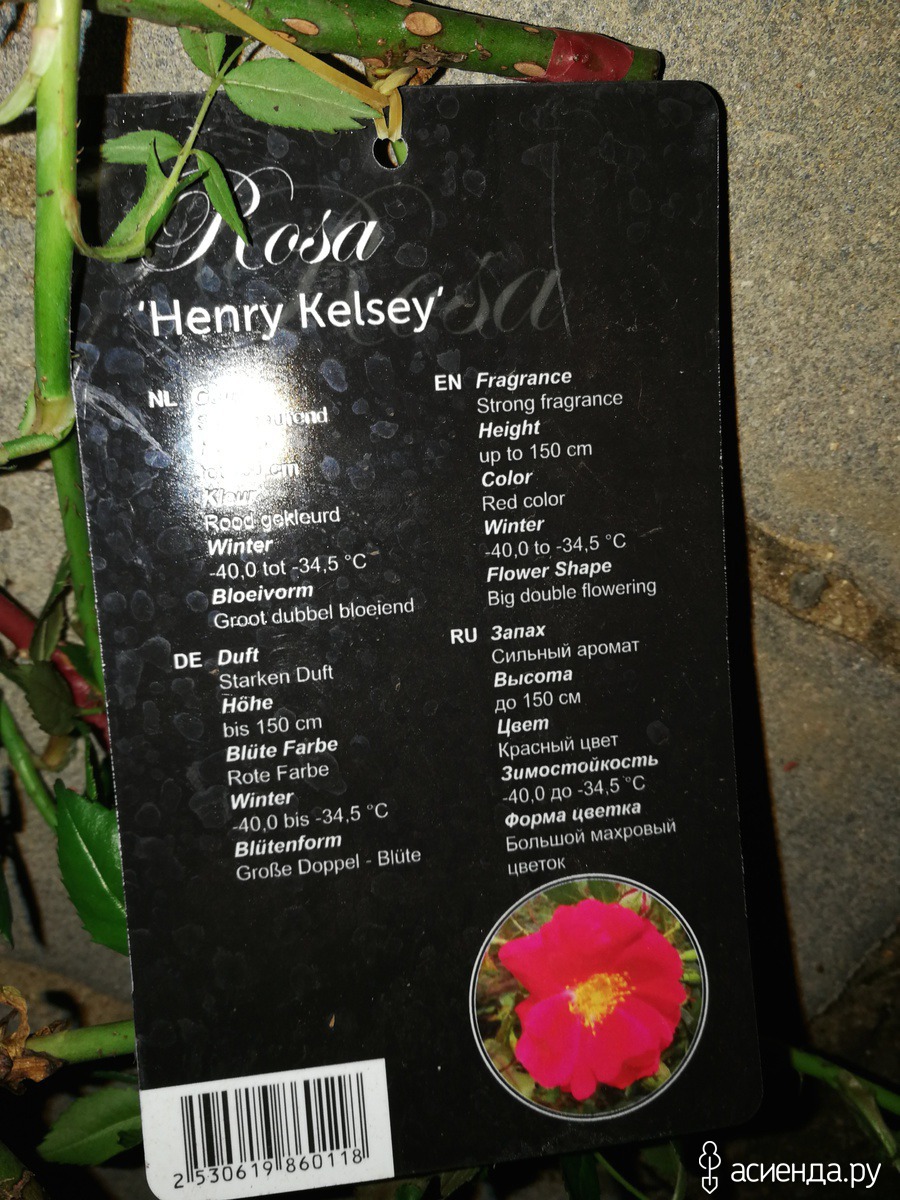 Rosa
Rosa
'Henry Kelsey'
NL
Kleur
Rood gekleurd
Winter
-40,0 tot -34,5 °C
Bloeivorm
Groot dubbel bloeiend
DE Duft
Starken Duft
Höhe
bis 150 cm
Blüte Farbe
Rote Farbe
Winter
-40,0 bis -34,5 °C
Blütenform
Große Doppel - Blüte
EN Fragrance
Strong fragrance
Height
up to 150 cm
Color
Red color
Winter
-40,0 to -34,5 °C
Flower Shape
Big double flowering
RU Запах
Сильный аромат
Высота
до 150 см
Цвет
Красный цвет
Зимостойкость
-40,0 до -34,5 °C
Форма цветка
Большой махровый
цветок
2 530619 860118
асиенда.ру